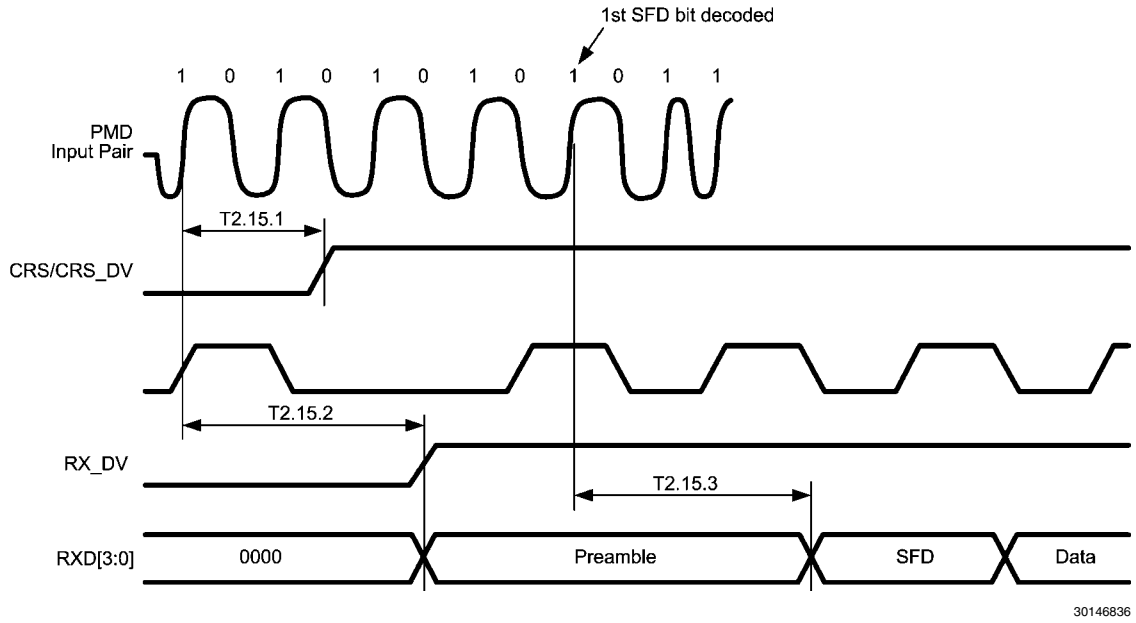 1st SFD bit decoded
1 0 1 0 1 0 1 0 1 0 1 1
PMD
Input Pair
T2.15.1
CRS/CRS_DV
T2.15.2
RX_DV
T2.15.3
RXD[3:0]
0000
Preamble
SFD
Data
30146836